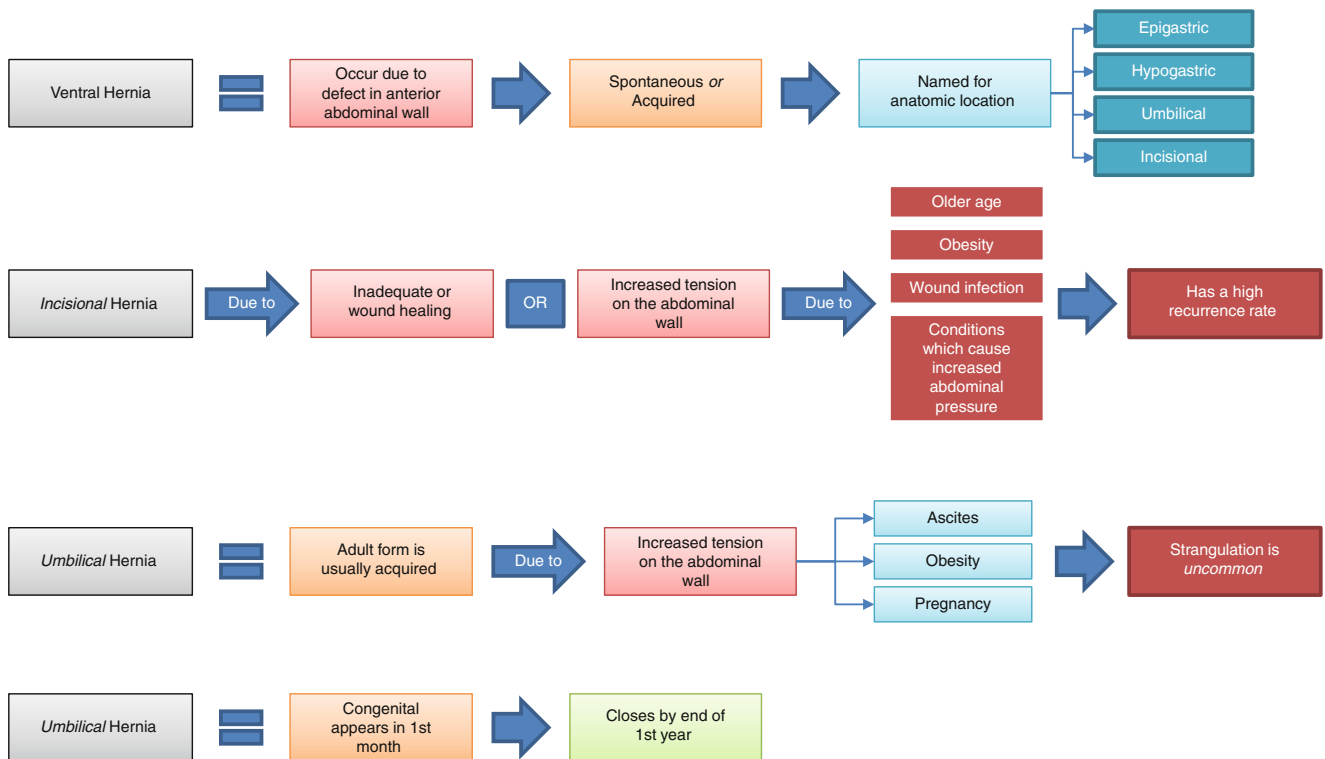 Ventral Hernia
Occur due to
defect in anterior
abdominal wall
Spontaneous or
Acquired
Named for
anatomic location
Epigastric
Hypogastric
Umbilical
Incisional
Incisional Hernia
Due to
Inadequate or
wound healing
OR
Increased tension
on the abdominal
wall
Due to
Older age
Obesity
Wound infection
Conditions
which cause
increased
abdominal
pressure
Has a high
recurrence rate
Umbilical Hernia
Adult form is
usually acquired
Due to
Increased tension
on the abdominal
wall
Ascites
Obesity
Pregnancy
Strangulation is
uncommon
Umbilical Hernia
Congenital
appears in 1st
month
Closes by end of
1st year